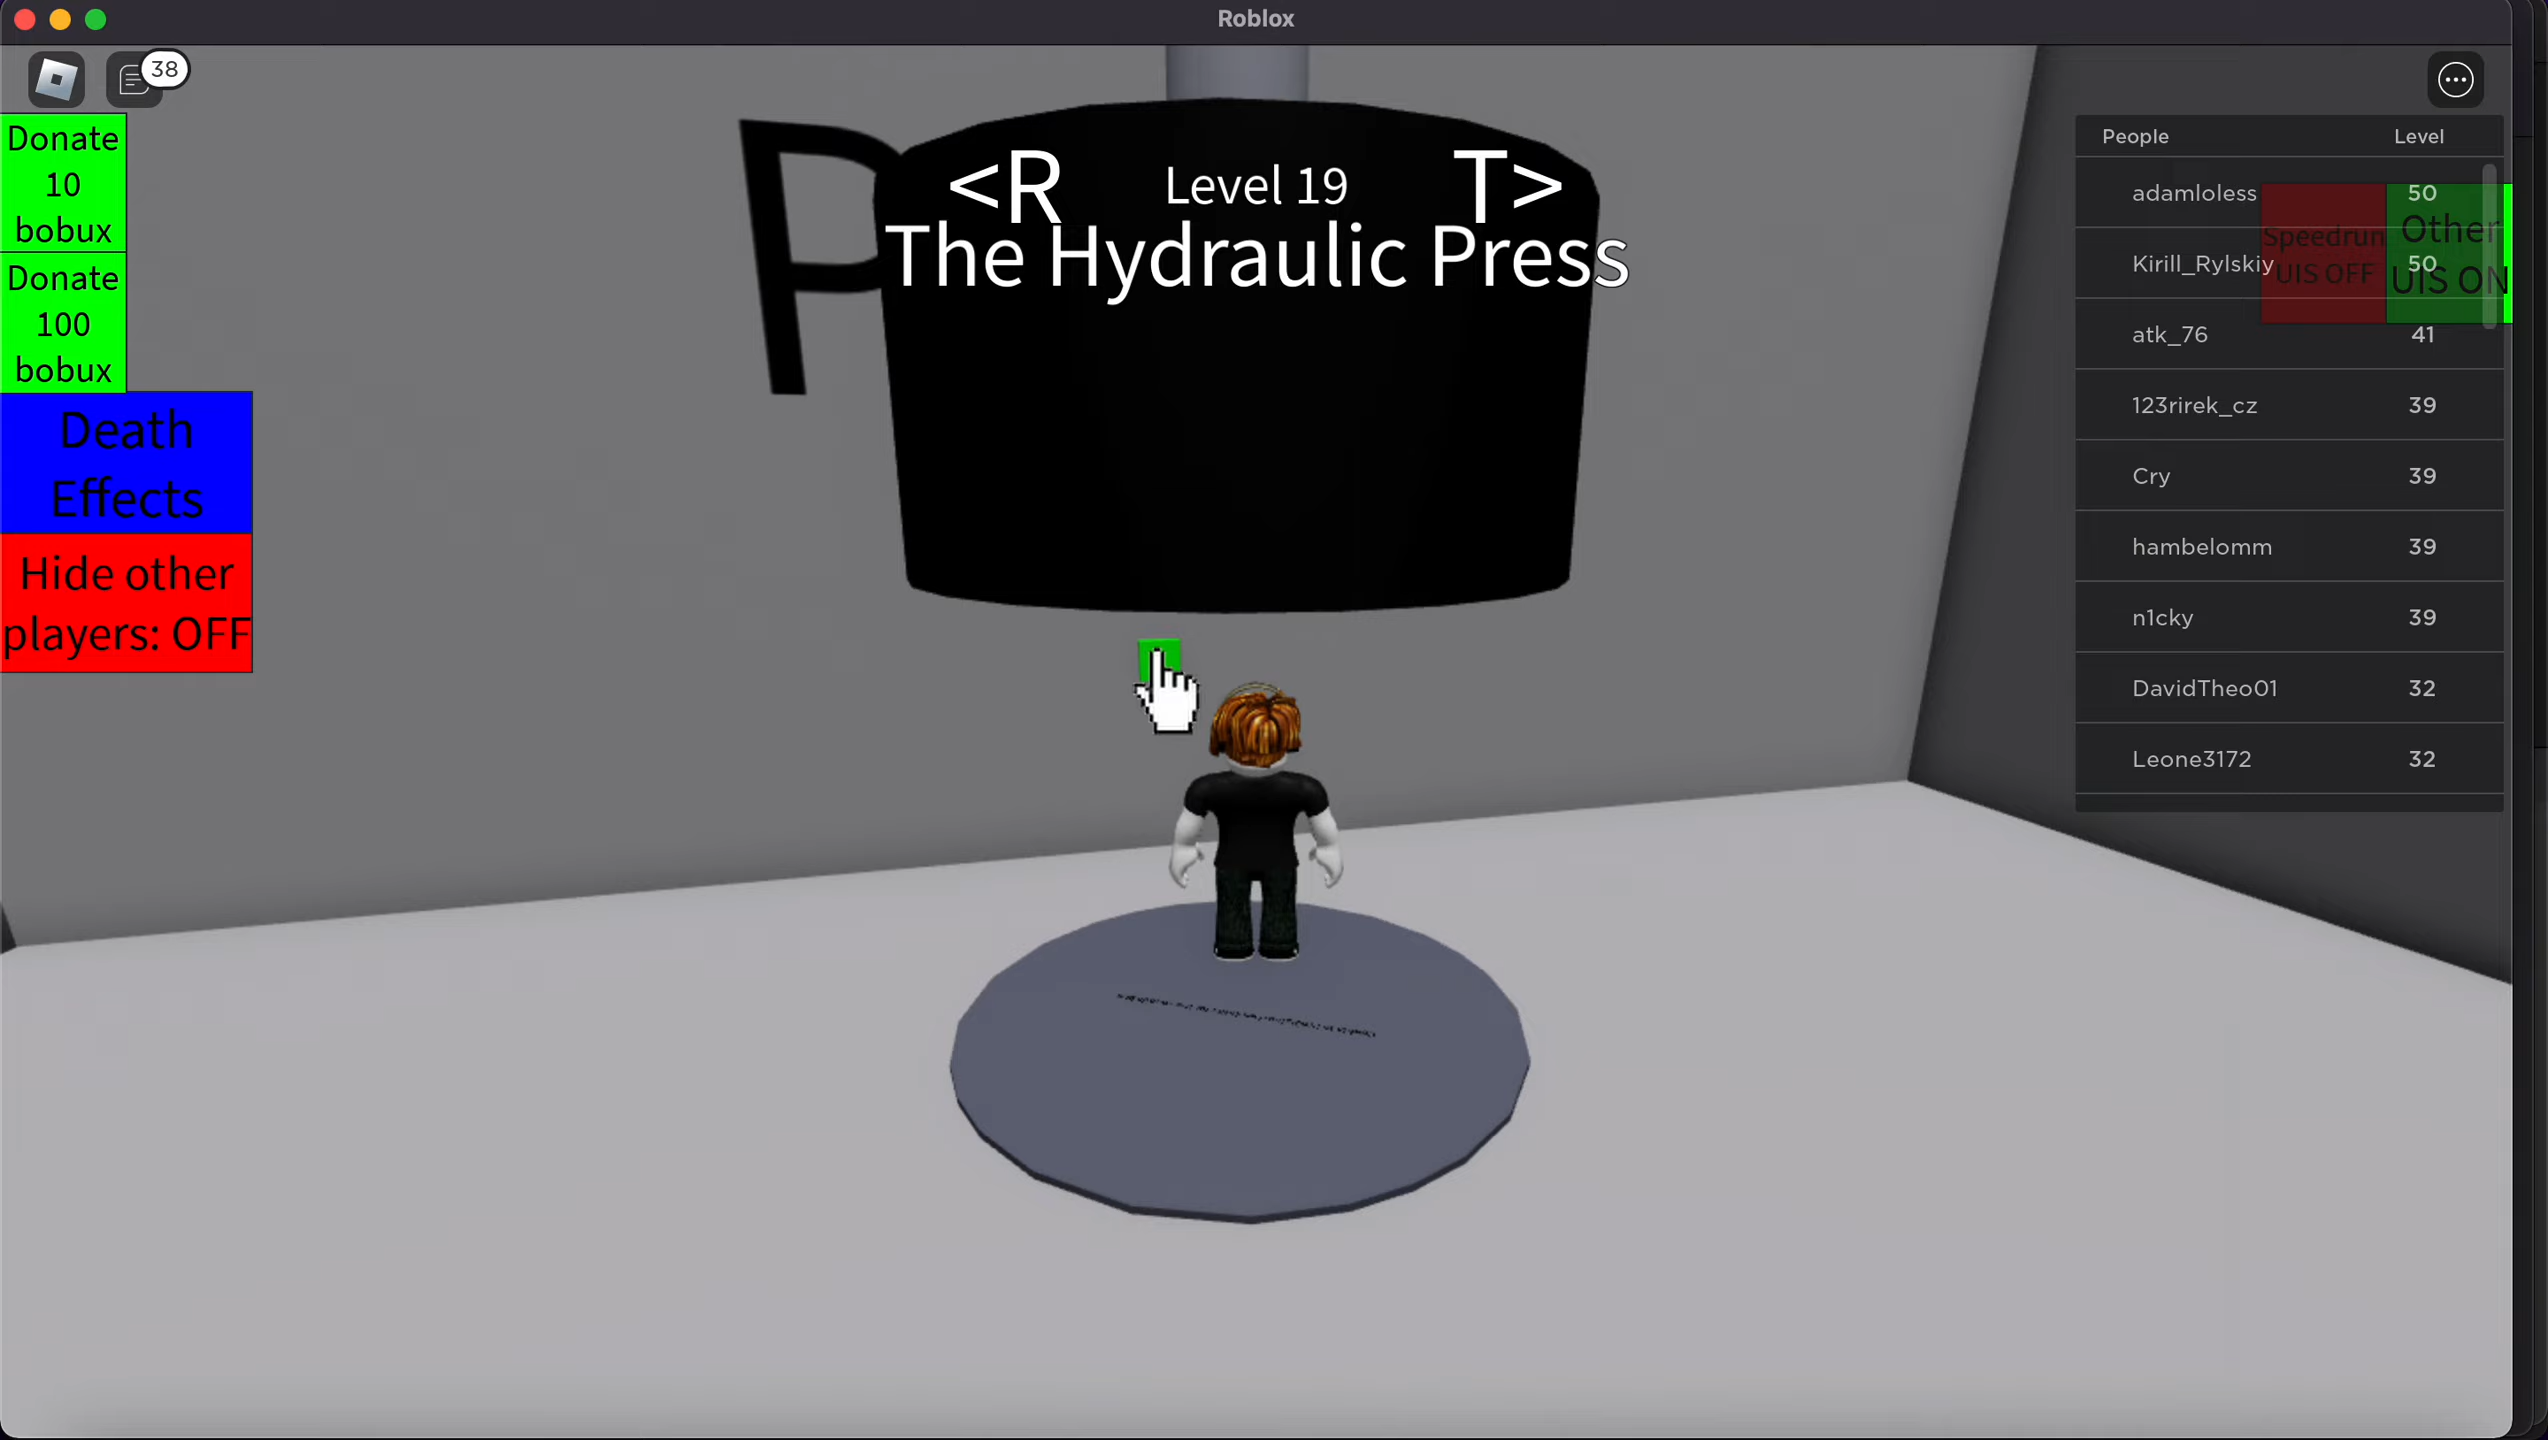 Roblox
38
Donate
10
bobux
Donate
100
bobux
Death
Effects
Hide other
players: OFF
P
<R
Level 19
T>
The Hydraulic Press
People Level
adamloless 50
Kirill_Rylskiy 50
atk_76 41
123rirek_cz 39
Cry 39
hambelomm 39
n1cky 39
DavidTheo01 32
Leone3172 32
Speedrun
UIS OFF
Other
UIS ON